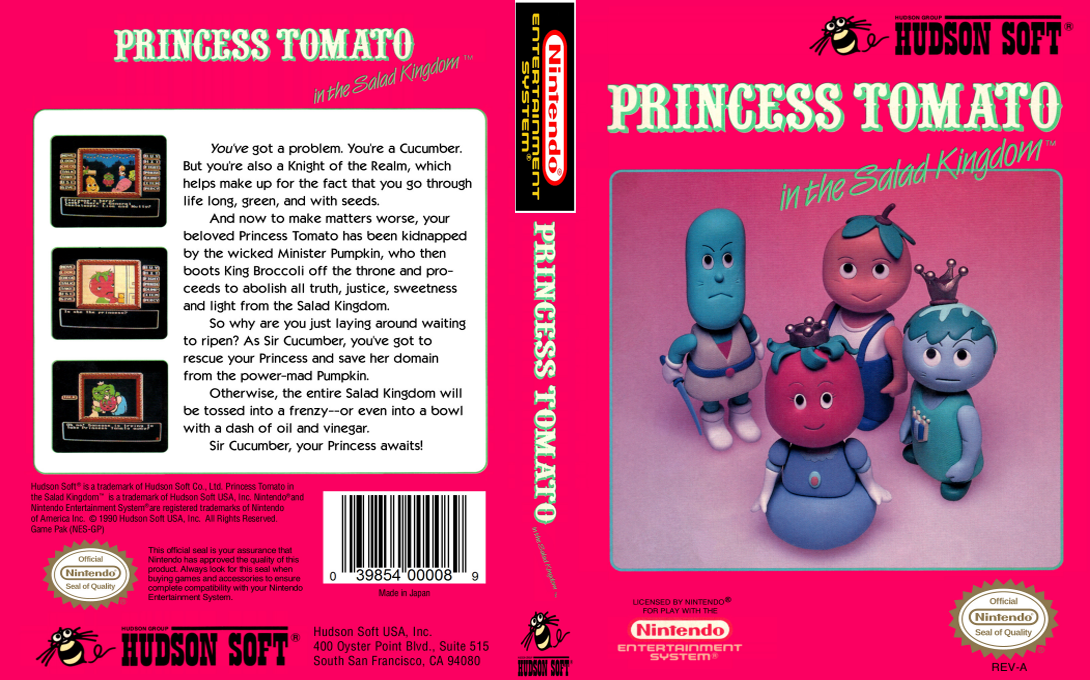 PRINCESS TOMATO
in the Salad Kingdom™
You've got a problem. You're a Cucumber.
But you're also a Knight of the Realm, which
helps make up for the fact that you go through
life long, green, and with seeds.
And now to make matters worse, your
beloved Princess Tomato has been kidnapped
by the wicked Minister Pumpkin, who then
boots King Broccoli off the throne and pro-
ceeds to abolish all truth, justice, sweetness
and light from the Salad Kingdom.
So why are you just laying around waiting
to ripen? As Sir Cucumber, you've got to
rescue your Princess and save her domain
from the power-mad Pumpkin.
Otherwise, the entire Salad Kingdom will
be tossed into a frenzy--or even into a bowl
with a dash of oil and vinegar.
Sir Cucumber, your Princess awaits!
Hudson Soft® is a trademark of Hudson Soft Co., Ltd. Princess Tomato in
the Salad Kingdom™ is a trademark of Hudson Soft USA, Inc. Nintendo® and
Nintendo Entertainment System® are registered trademarks of Nintendo
of America Inc. © 1990 Hudson Soft USA, Inc. All Rights Reserved.
Game Pak (NES-GP)
Official
Nintendo
Seal of Quality
This official seal is your assurance that
Nintendo has approved the quality of this
product. Always look for this seal when
buying games and accessories to ensure
complete compatibility with your Nintendo
Entertainment System.
0 39854 00008 9
Made in Japan
HUDSON GROUP
HUDSON SOFT®
Hudson Soft USA, Inc.
400 Oyster Point Blvd., Suite 515
South San Francisco, CA 94080
Nintendo®
ENTERTAINMENT
SYSTEM®
PRINCESS TOMATO
in the Salad Kingdom™
HUDSON GROUP
HUDSON SOFT®
HUDSON GROUP
HUDSON SOFT®
PRINCESS TOMATO
in the Salad Kingdom™
LICENSED BY NINTENDO®
FOR PLAY WITH THE
Nintendo
ENTERTAINMENT
SYSTEM®
Official
Nintendo
Seal of Quality
REV-A